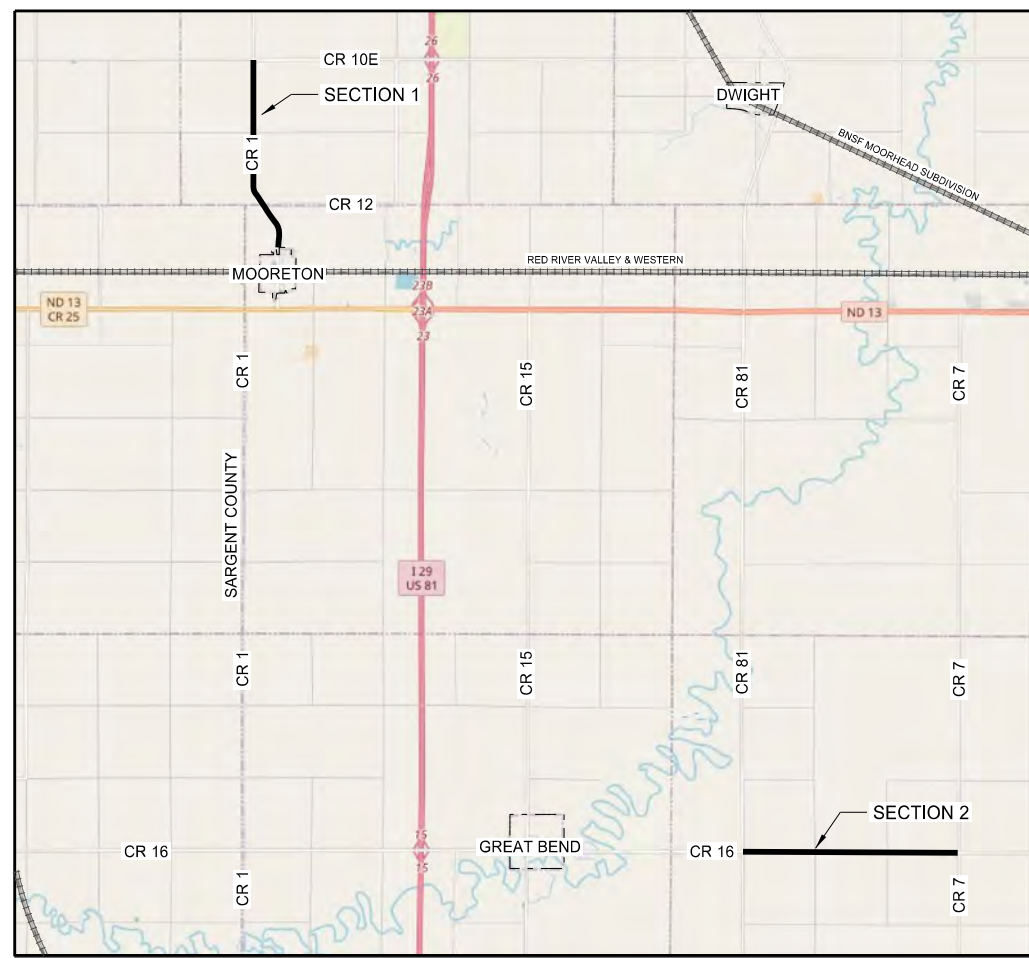 26
CR 10E
26
SECTION 1
DWIGHT
CR 1
BNSF MOORHEAD SUBDIVISION
CR 12
RED RIVER VALLEY & WESTERN
MOORETON
23B
ND 13
CR 25
23A
ND 13
23
CR 1
CR 15
CR 81
CR 7
SARGENT COUNTY
I 29
US 81
CR 1
CR 15
CR 81
CR 7
SECTION 2
15
CR 16
GREAT BEND
CR 16
15
CR 1
CR 7